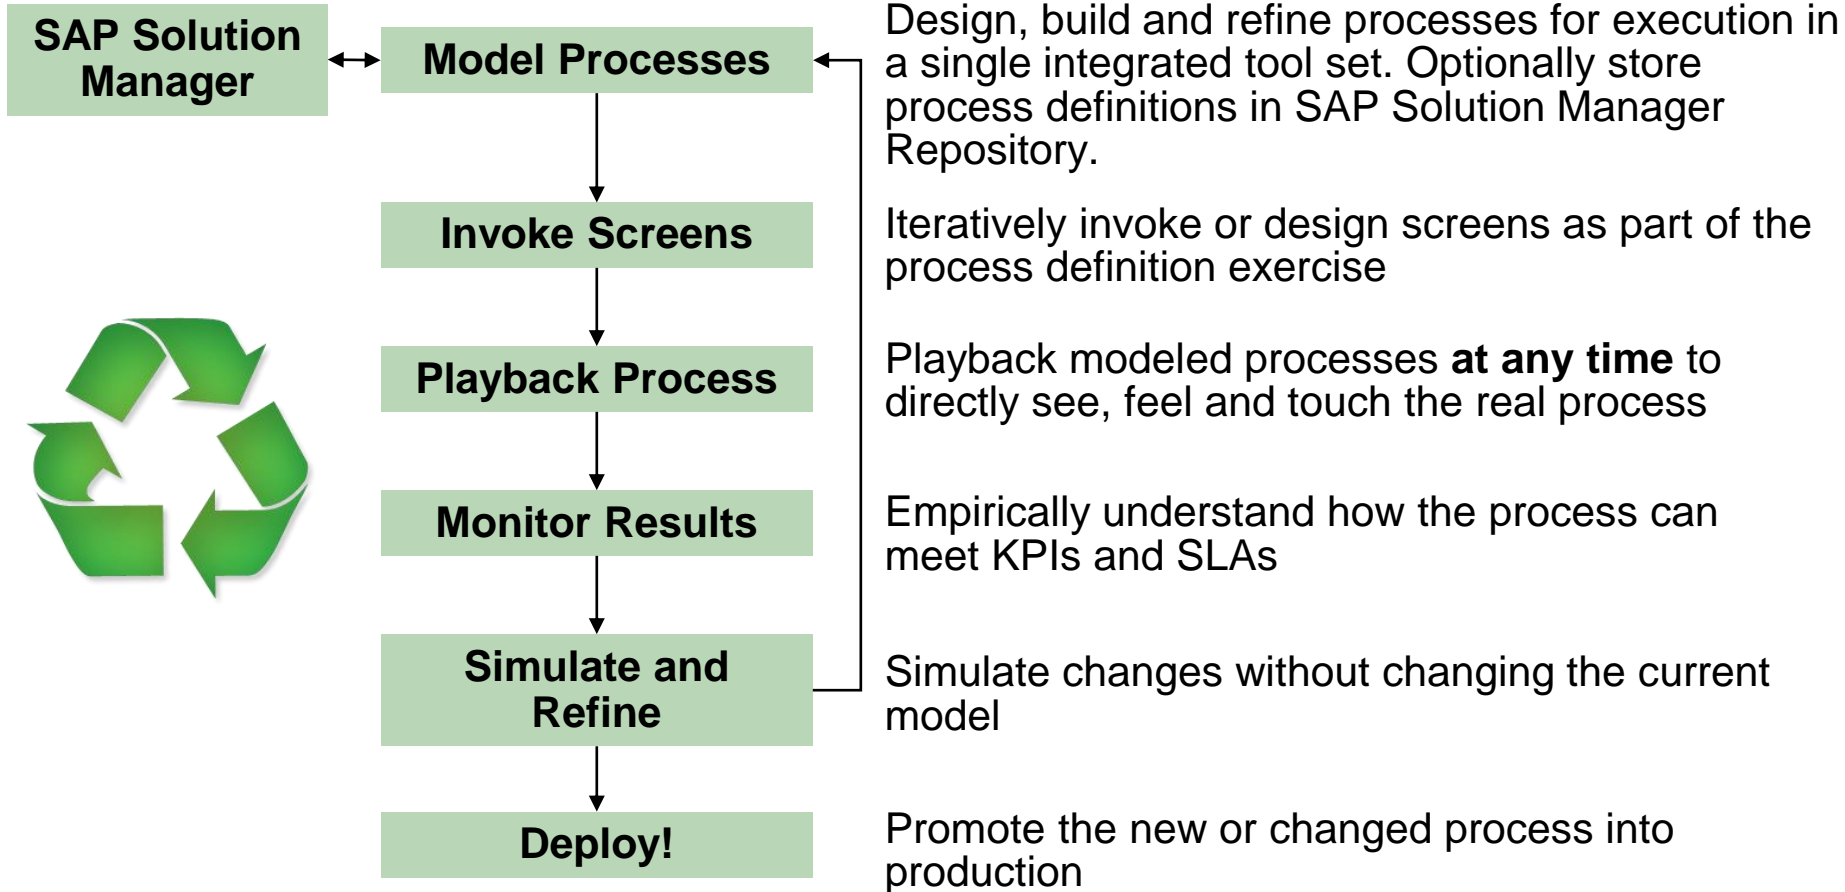 SAP Solution
Manager
Model Processes
Design, build and refine processes for execution in
a single integrated tool set. Optionally store
process definitions in SAP Solution Manager
Repository.
Invoke Screens
Iteratively invoke or design screens as part of the
process definition exercise
Playback Process
Playback modeled processes at any time to
directly see, feel and touch the real process
Monitor Results
Empirically understand how the process can
meet KPIs and SLAs
Simulate and
Refine
Simulate changes without changing the current
model
Deploy!
Promote the new or changed process into
production